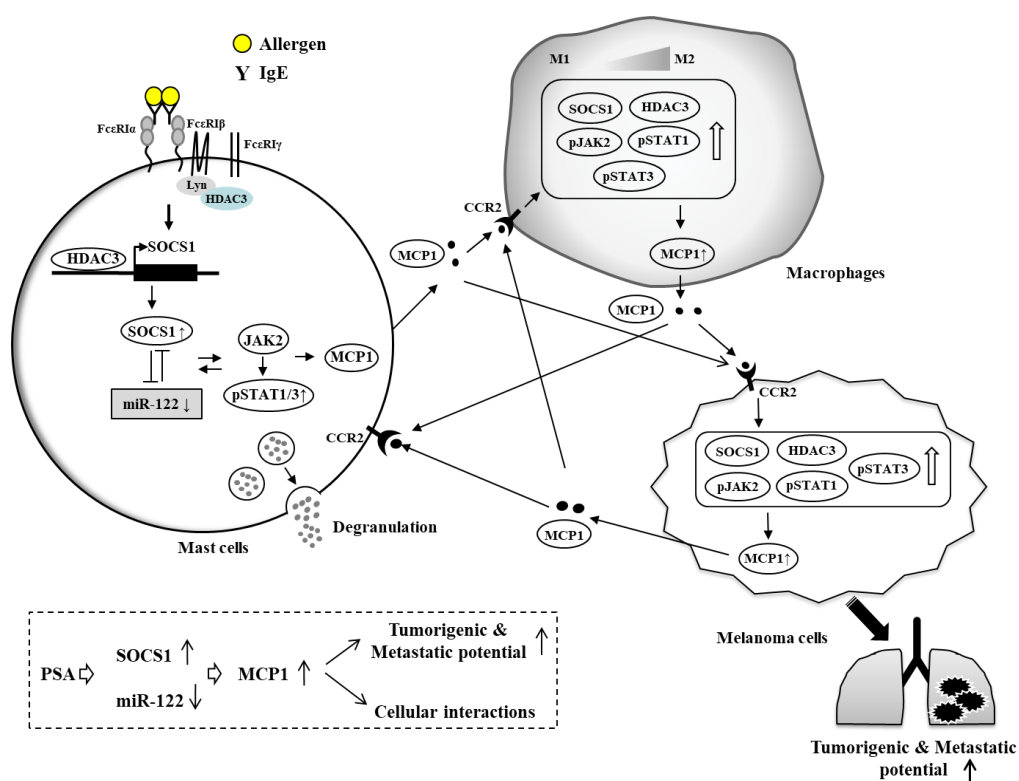 Allergen
Y IgE
FcεRIα
FcεRIβ
FcεRIγ
Lyn
HDAC3
HDAC3
SOCS1
SOCS1↑
miR-122↓
JAK2
pSTAT1/3↑
MCP1
CCR2
Degranulation
Mast cells
MCP1
CCR2
M1
M2
SOCS1
HDAC3
pJAK2
pSTAT1
pSTAT3
MCP1↑
Macrophages
MCP1
CCR2
SOCS1
HDAC3
pSTAT3
pJAK2
pSTAT1
MCP1↑
MCP1
Melanoma cells
Tumorigenic & Metastatic
potential ↑
PSA
SOCS1 ↑
miR-122 ↓
MCP1 ↑
Tumorigenic &
Metastatic potential ↑
Cellular interactions